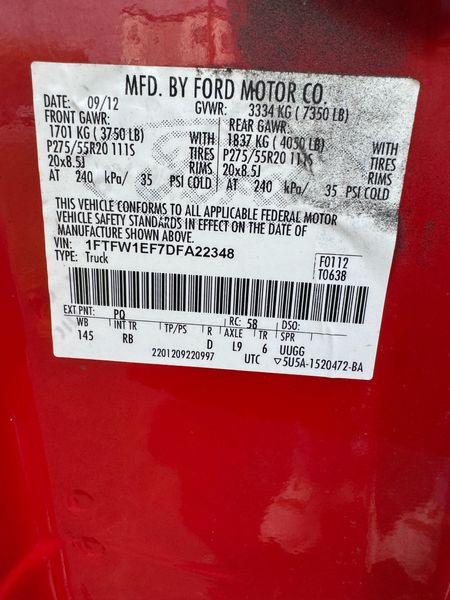 MFD. BY FORD MOTOR CO.
DATE: 09/12 GVWR: 3334 KG ( 7350 LB)
FRONT GAWR: REAR GAWR:
1701 KG ( 3750 LB) WITH 1837 KG ( 4050 LB) WITH
P275/55R20 111S TIRES P275/55R20 111S TIRES
20x8.5J RIMS 20x8.5J RIMS
AT 240 kPa/ 35 PSI COLD AT 240 kPa/ 35 PSI COLD
THIS VEHICLE CONFORMS TO ALL APPLICABLE FEDERAL MOTOR
VEHICLE SAFETY STANDARDS IN EFFECT ON THE DATE OF
MANUFACTURE SHOWN ABOVE.
VIN: 1FTFW1EF7DFA22348 F0112
TYPE: Truck T0638
EXT PNT: PQ RC: 58 DSO:
WB INT TR TP/PS R AXLE TR SPR
145 RB D L9 6 UUGG
2201209220997 UTC ▽5U5A-1520472-BA